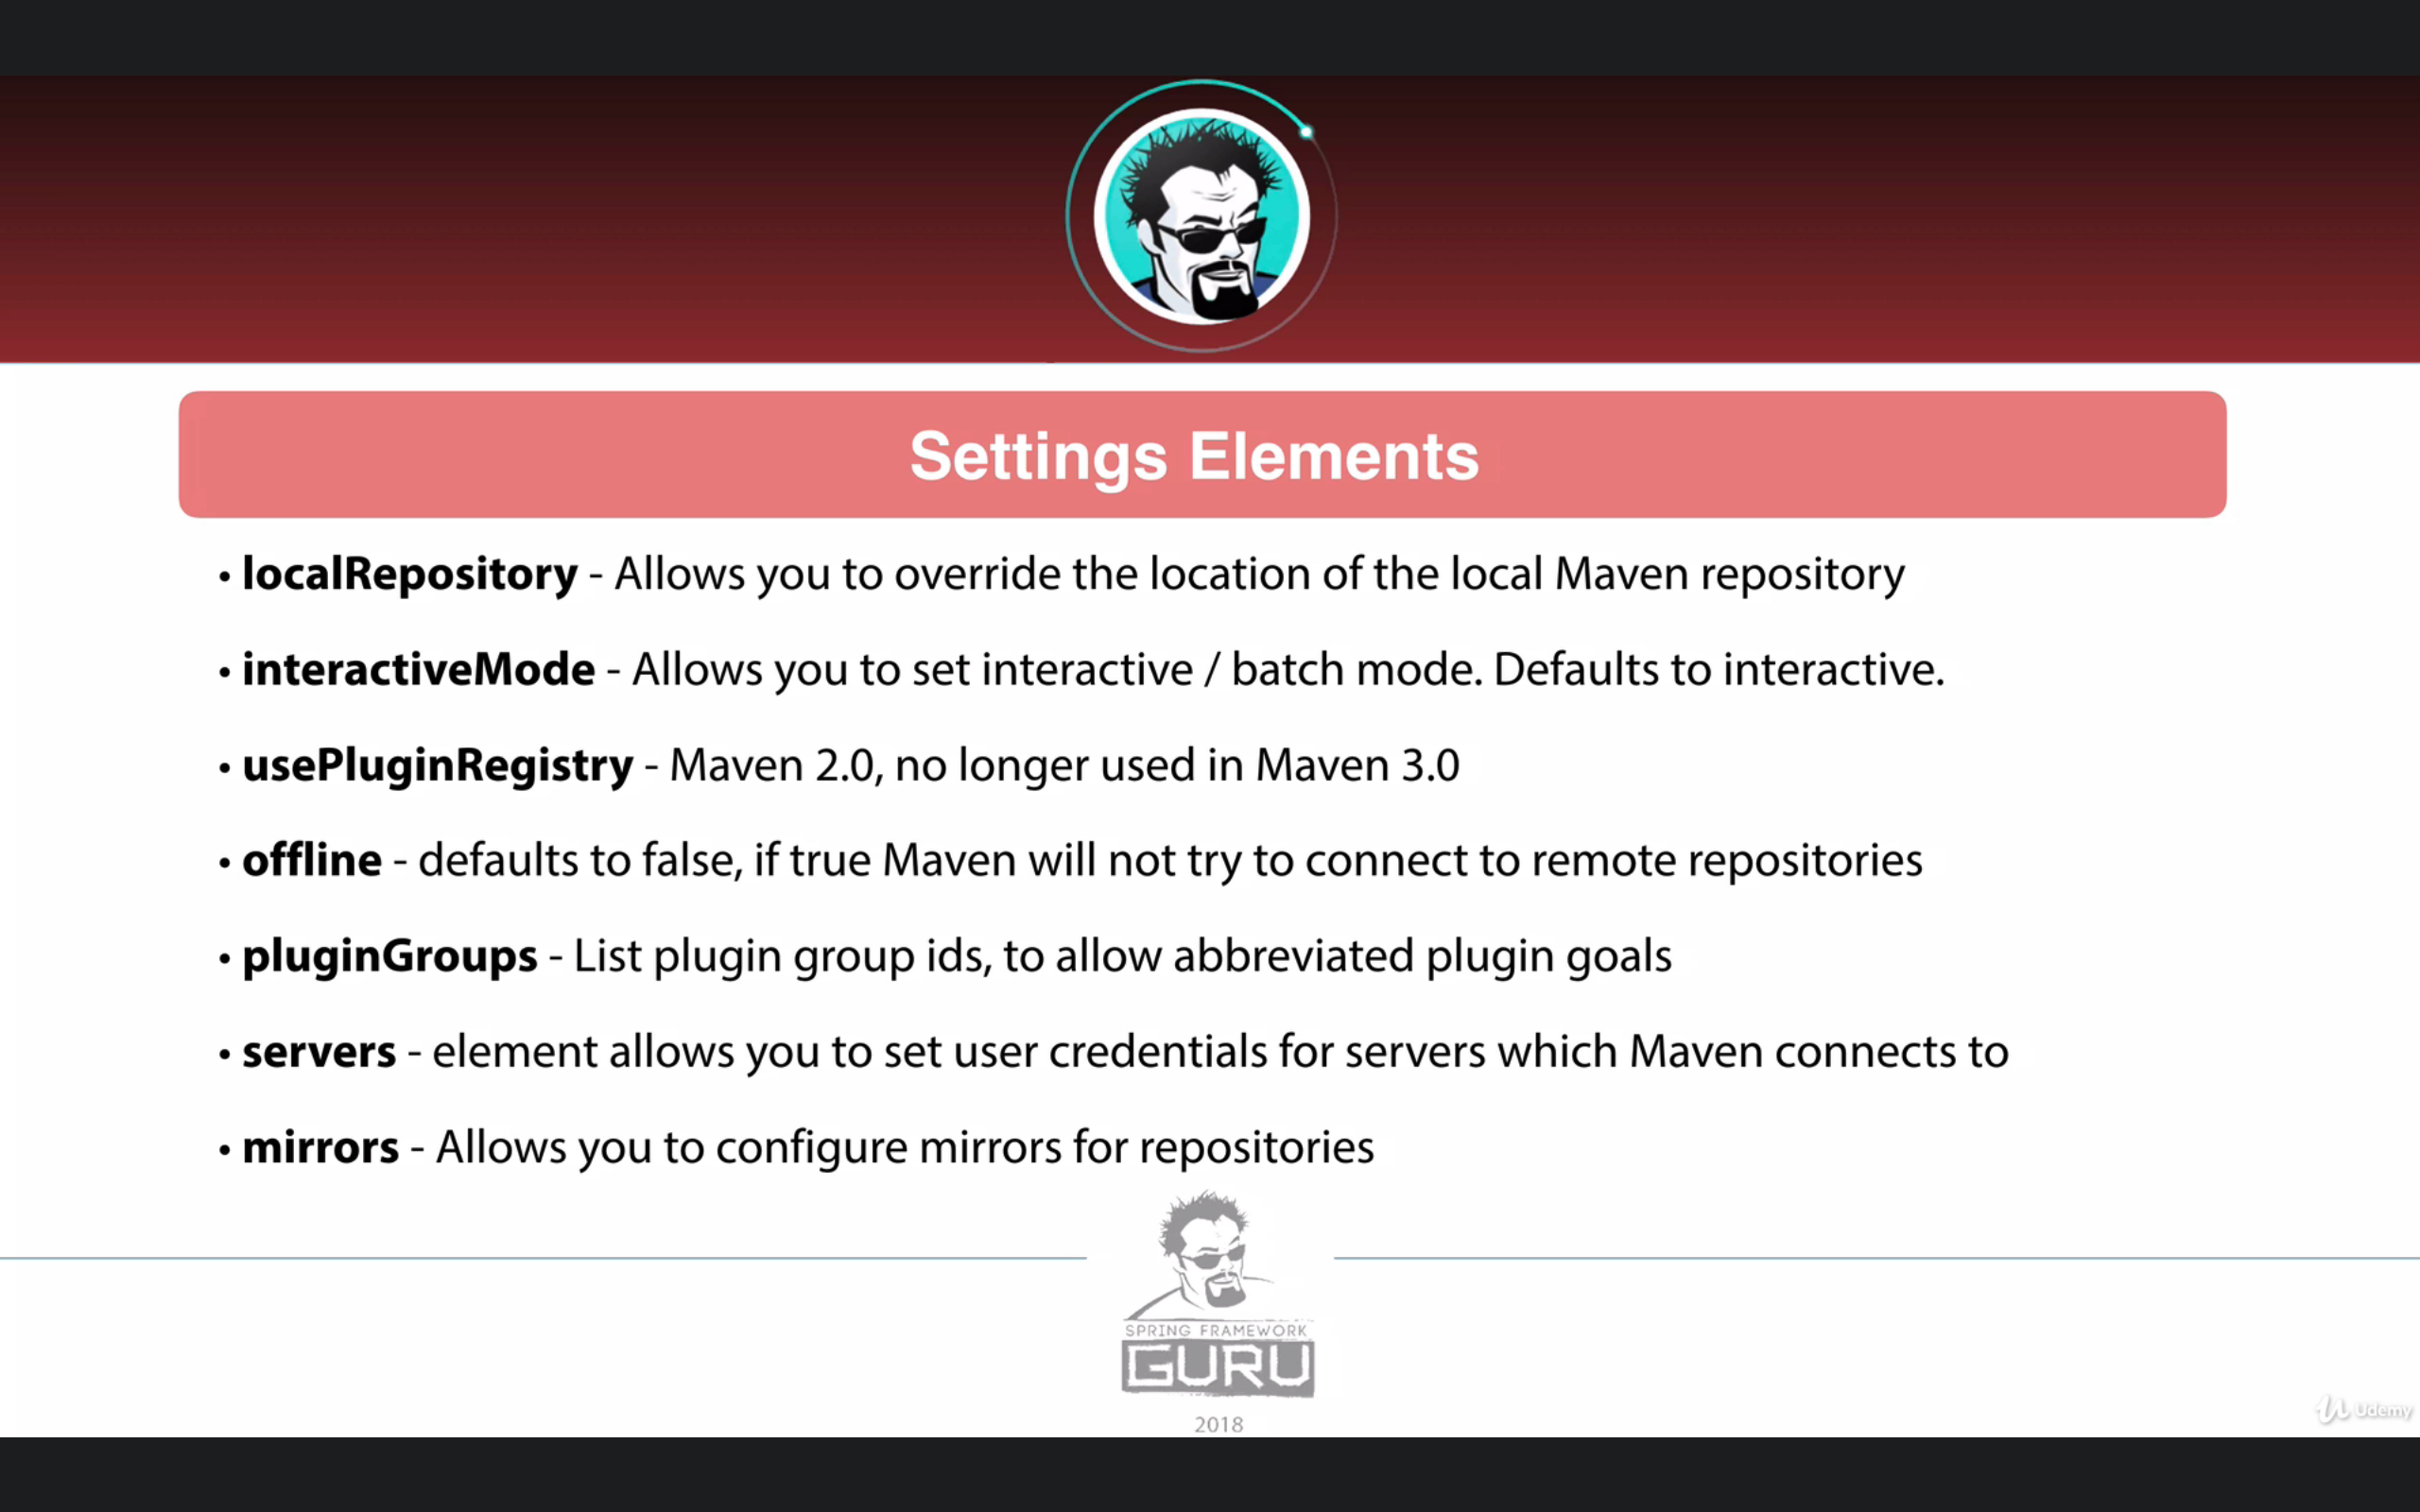 Settings Elements
• localRepository - Allows you to override the location of the local Maven repository
• interactiveMode - Allows you to set interactive / batch mode. Defaults to interactive.
• usePluginRegistry - Maven 2.0, no longer used in Maven 3.0
• offline - defaults to false, if true Maven will not try to connect to remote repositories
• pluginGroups - List plugin group ids, to allow abbreviated plugin goals
• servers - element allows you to set user credentials for servers which Maven connects to
• mirrors - Allows you to configure mirrors for repositories
SPRING FRAMEWORK
GURU
2018
Udemy